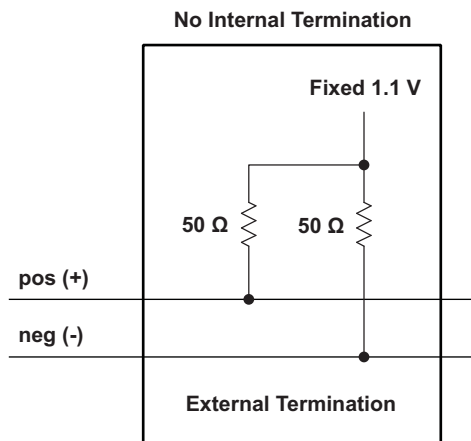 No Internal Termination
Fixed 1.1 V
50 Ω 50 Ω
pos (+)
neg (-)
External Termination